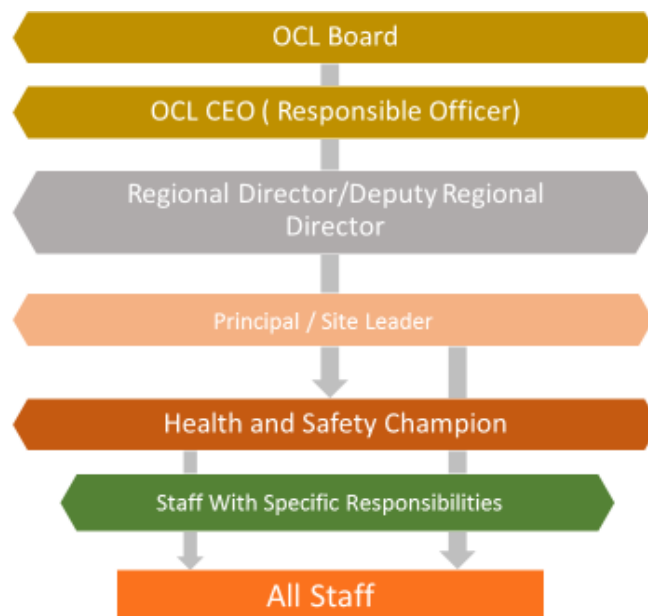 OCL Board
OCL CEO ( Responsible Officer)
Regional Director/Deputy Regional
Director
Principal / Site Leader
Health and Safety Champion
Staff With Specific Responsibilities
All Staff